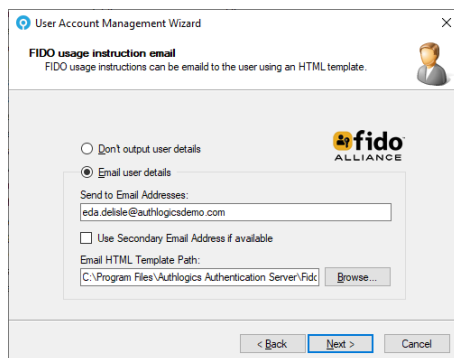 User Account Management Wizard
FIDO usage instruction email
FIDO usage instructions can be emaild to the user using an HTML template.
fido
ALLIANCE
Don't output user details
Email user details
Send to Email Addresses:
eda.delisle@authlogicsdemo.com
Use Secondary Email Address if available
Email HTML Template Path:
C:\Program Files\Authlogics Authentication Server\Fido
Browse...
< Back
Next >
Cancel